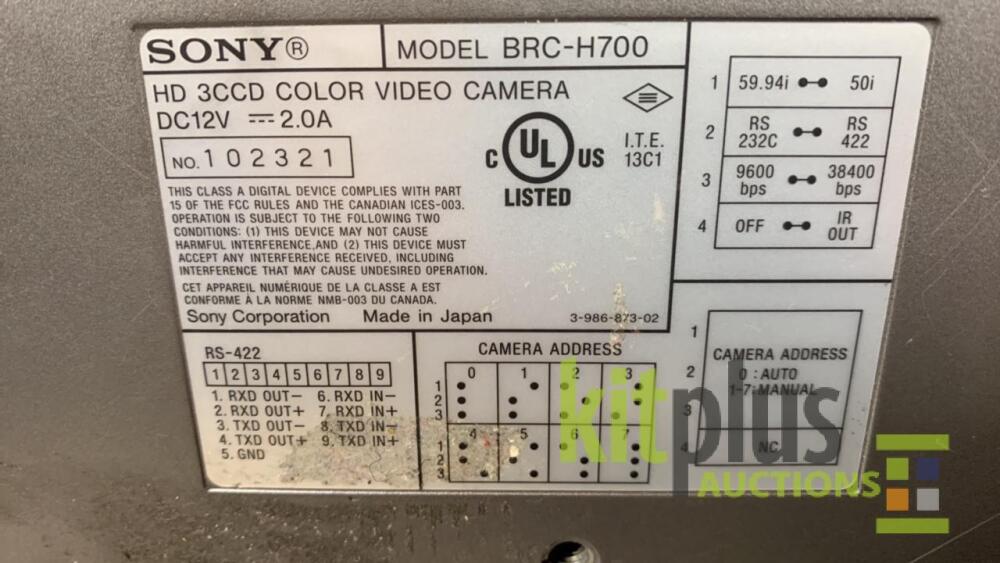 SONY®
MODEL BRC-H700
HD 3CCD COLOR VIDEO CAMERA
DC12V ⎓ 2.0A
NO. 102321
C UL US
LISTED
I.T.E.
13C1
THIS CLASS A DIGITAL DEVICE COMPLIES WITH PART
15 OF THE FCC RULES AND THE CANADIAN ICES-003.
OPERATION IS SUBJECT TO THE FOLLOWING TWO
CONDITIONS: (1) THIS DEVICE MAY NOT CAUSE
HARMFUL INTERFERENCE,AND (2) THIS DEVICE MUST
ACCEPT ANY INTERFERENCE RECEIVED, INCLUDING
INTERFERENCE THAT MAY CAUSE UNDESIRED OPERATION.
CET APPAREIL NUMÉRIQUE DE LA CLASSE A EST
CONFORME À LA NORME NMB-003 DU CANADA.
Sony Corporation Made in Japan 3-986-873-02
1 59.94i 50i
2 RS 232C RS 422
3 9600 bps 38400 bps
4 OFF IR OUT
RS-422
1 2 3 4 5 6 7 8 9
1. RXD OUT− 6. RXD IN−
2. RXD OUT+ 7. RXD IN+
3. TXD OUT− 8. TXD IN−
4. TXD OUT+ 9. TXD IN+
5. GND
CAMERA ADDRESS
0 1 2 3
1
2
3
4 5 6 7
1
2
3
1
2
3
4
CAMERA ADDRESS
0 : AUTO
1-7: MANUAL
NC
kitplus
AUCTIONS